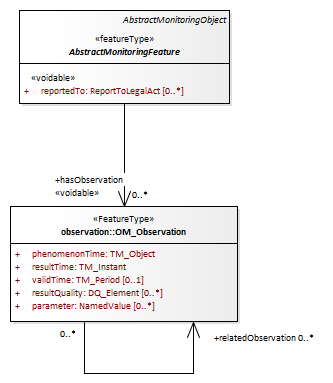 AbstractMonitoringObject
«featureType»
AbstractMonitoringFeature
«voidable»
+ reportedTo: ReportToLegalAct [0..*]
+hasObservation
«voidable» 0..*
«FeatureType»
observation::OM_Observation
+ phenomenonTime: TM_Object
+ resultTime: TM_Instant
+ validTime: TM_Period [0..1]
+ resultQuality: DQ_Element [0..*]
+ parameter: NamedValue [0..*]
0..*
+relatedObservation 0..*